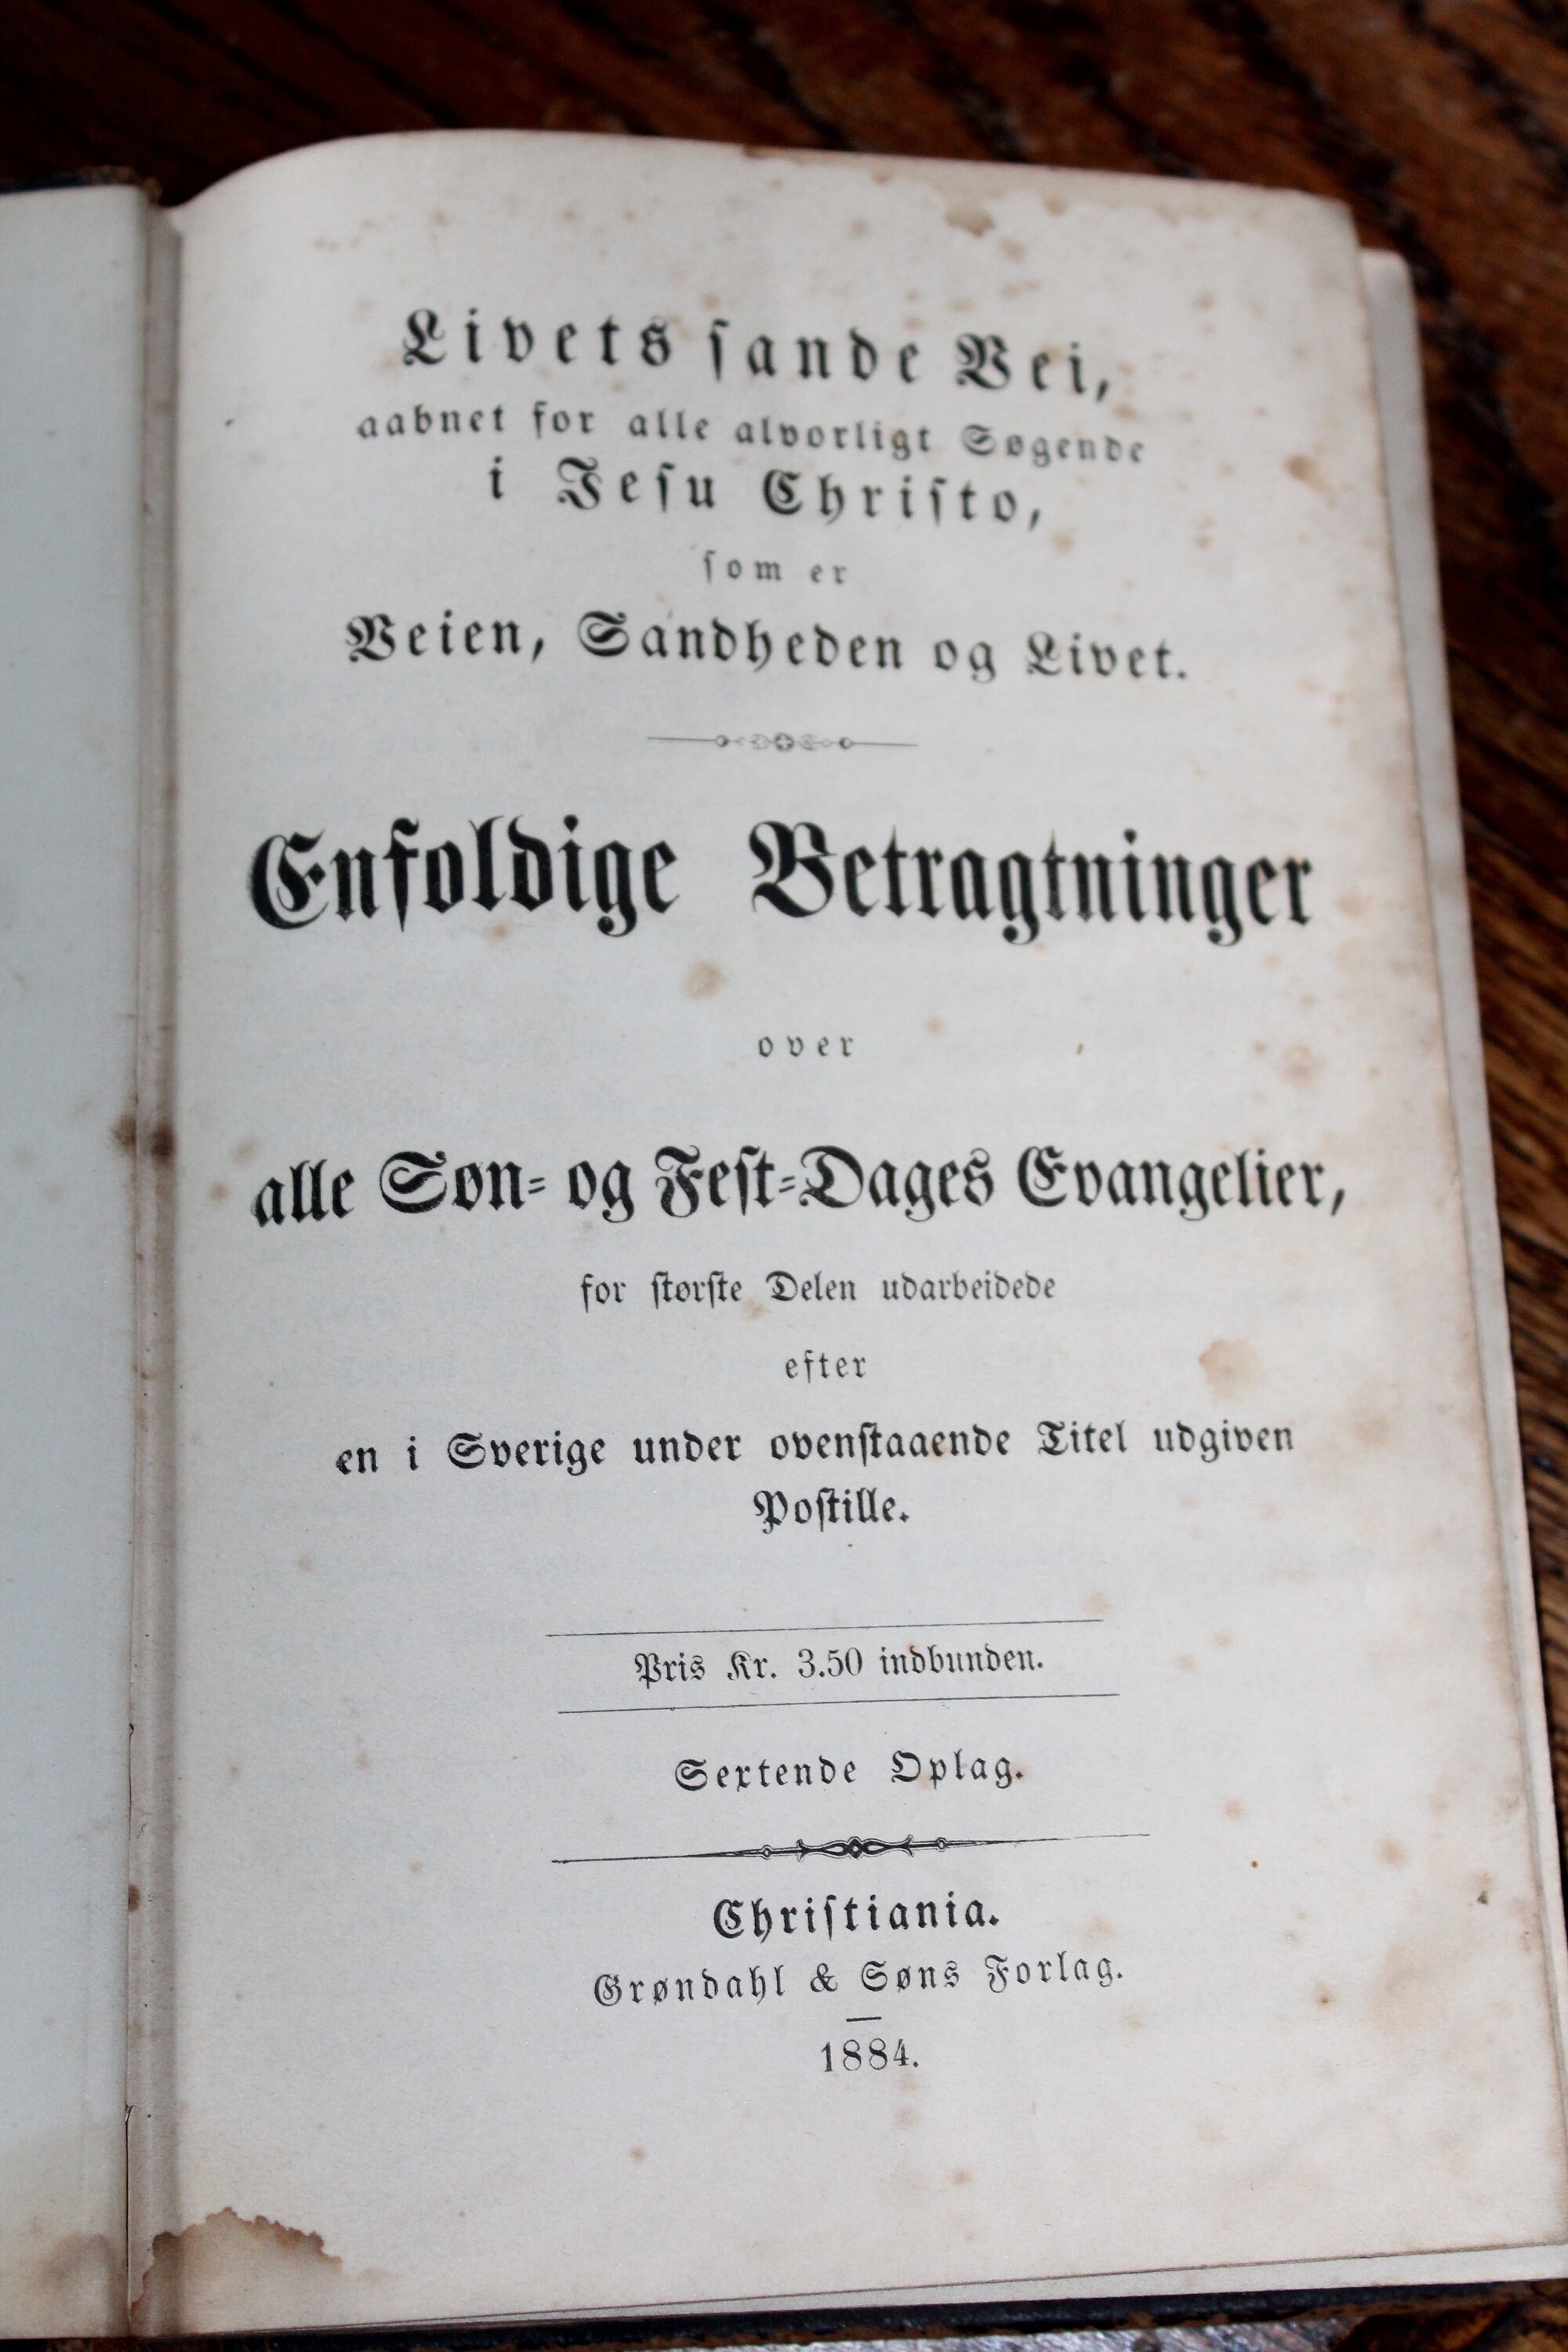 Livets sande Vei,
aabnet for alle alvorligt Søgende
i Jesu Christo,
som er
Veien, Sandheden og Livet.
Enfoldige Betragtninger
over
alle Søn- og Fest-Dages Evangelier,
for største Delen udarbeidede
efter
en i Sverige under ovenstaaende Titel udgiven
Postille.
Pris Kr. 3.50 indbunden.
Sextende Oplag.
Christiania.
Grøndahl & Søns Forlag.
1884.